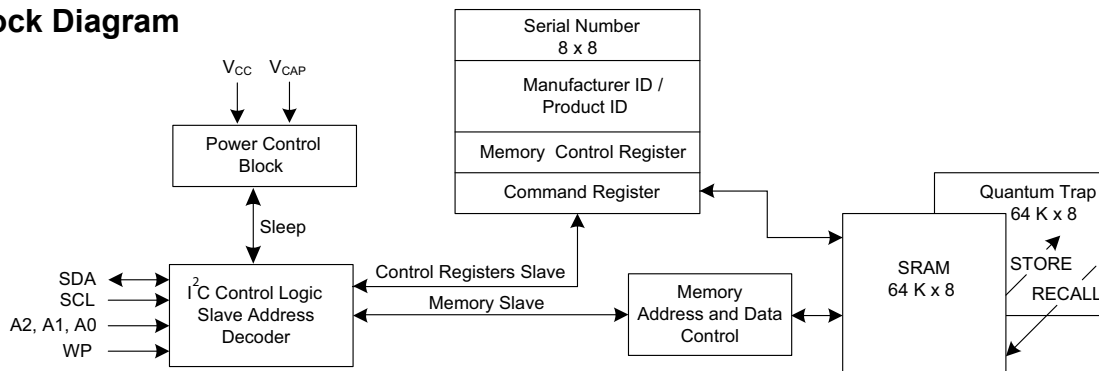 ock Diagram
Serial Number
8 x 8
Manufacturer ID /
Product ID
Memory Control Register
Command Register
VCC VCAP
Power Control
Block
Sleep
Quantum Trap
64 K x 8
SRAM
64 K x 8
STORE
RECALL
SDA
SCL
A2, A1, A0
WP
I2C Control Logic
Slave Address
Decoder
Control Registers Slave
Memory Slave
Memory
Address and Data
Control